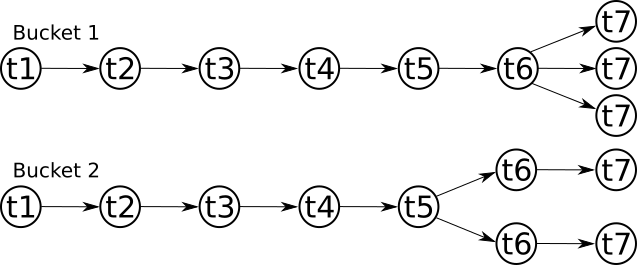 Bucket 1
t7
t1 t2 t3 t4 t5 t6 t7
t7
Bucket 2
t6 t7
t1 t2 t3 t4 t5
t6 t7